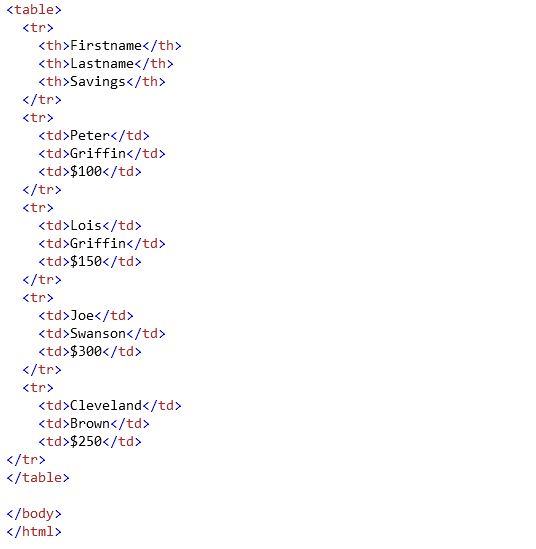 <table>
  <tr>
    <th>Firstname</th>
    <th>Lastname</th>
    <th>Savings</th>
  </tr>
  <tr>
    <td>Peter</td>
    <td>Griffin</td>
    <td>$100</td>
  </tr>
  <tr>
    <td>Lois</td>
    <td>Griffin</td>
    <td>$150</td>
  </tr>
  <tr>
    <td>Joe</td>
    <td>Swanson</td>
    <td>$300</td>
  </tr>
  <tr>
    <td>Cleveland</td>
    <td>Brown</td>
    <td>$250</td>
</tr>
</table>

</body>
</html>